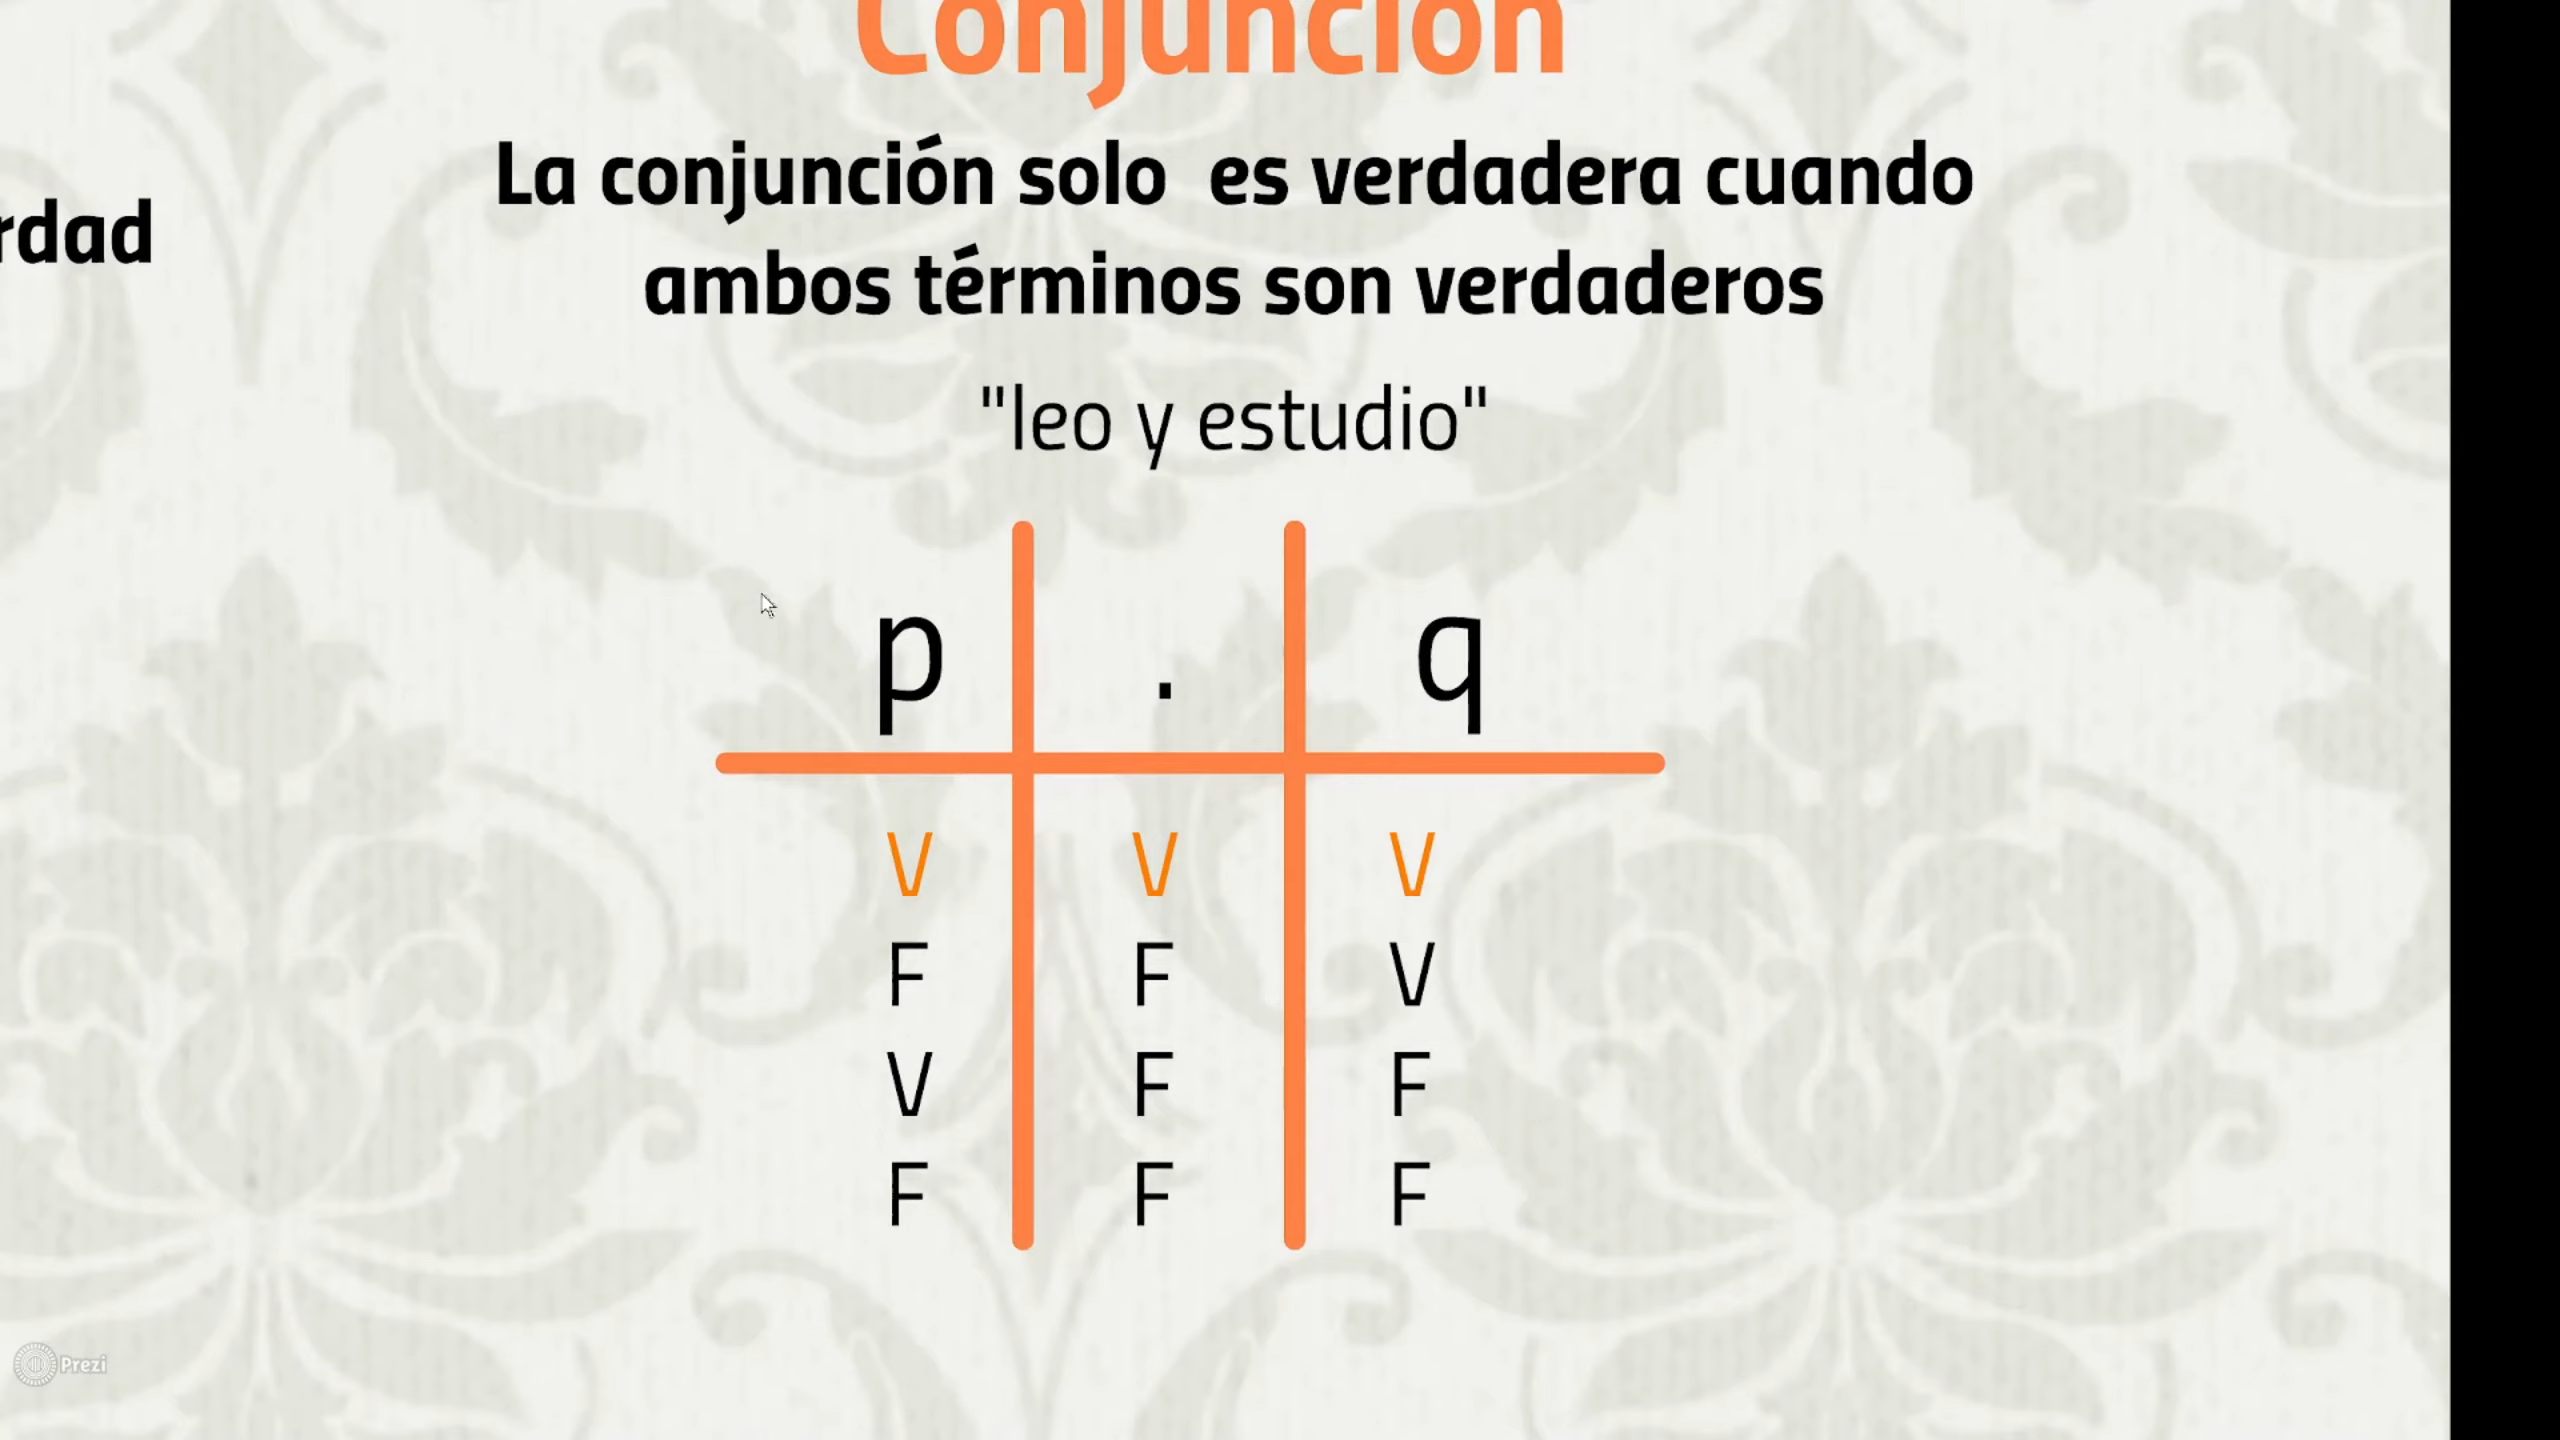 Conjunción
La conjunción solo es verdadera cuando
ambos términos son verdaderos
rdad
"leo y estudio"
p . q
V V V
F F V
V F F
F F F
Prezi